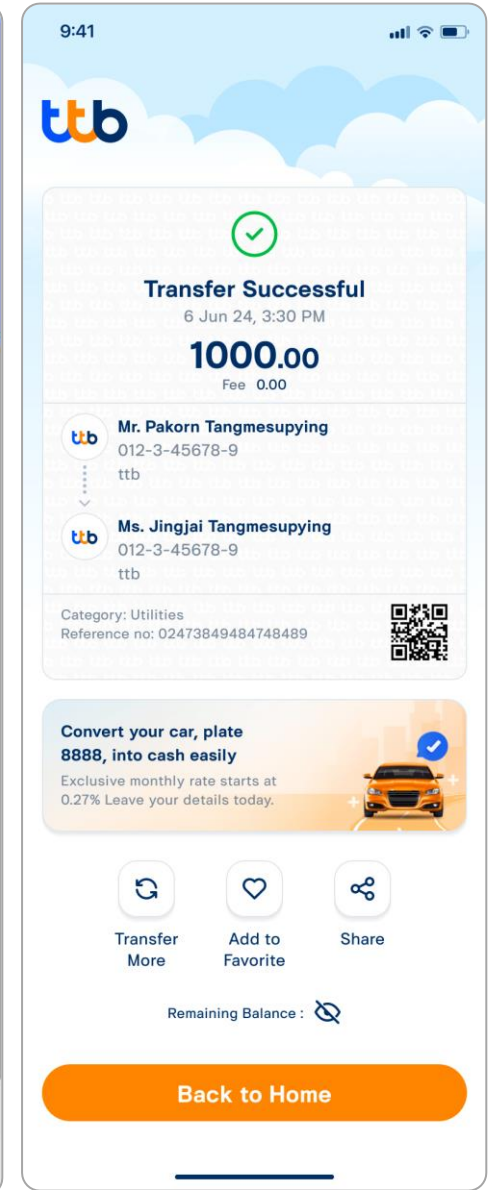 9:41
ttb
Transfer Successful
6 Jun 24, 3:30 PM
1000.00
Fee 0.00
ttb
Mr. Pakorn Tangmesupying
012-3-45678-9
ttb
ttb
Ms. Jingjai Tangmesupying
012-3-45678-9
ttb
Category: Utilities
Reference no: 02473849484748489
Convert your car, plate
8888, into cash easily
Exclusive monthly rate starts at
0.27% Leave your details today.
Transfer
More
Add to
Favorite
Share
Remaining Balance :
Back to Home